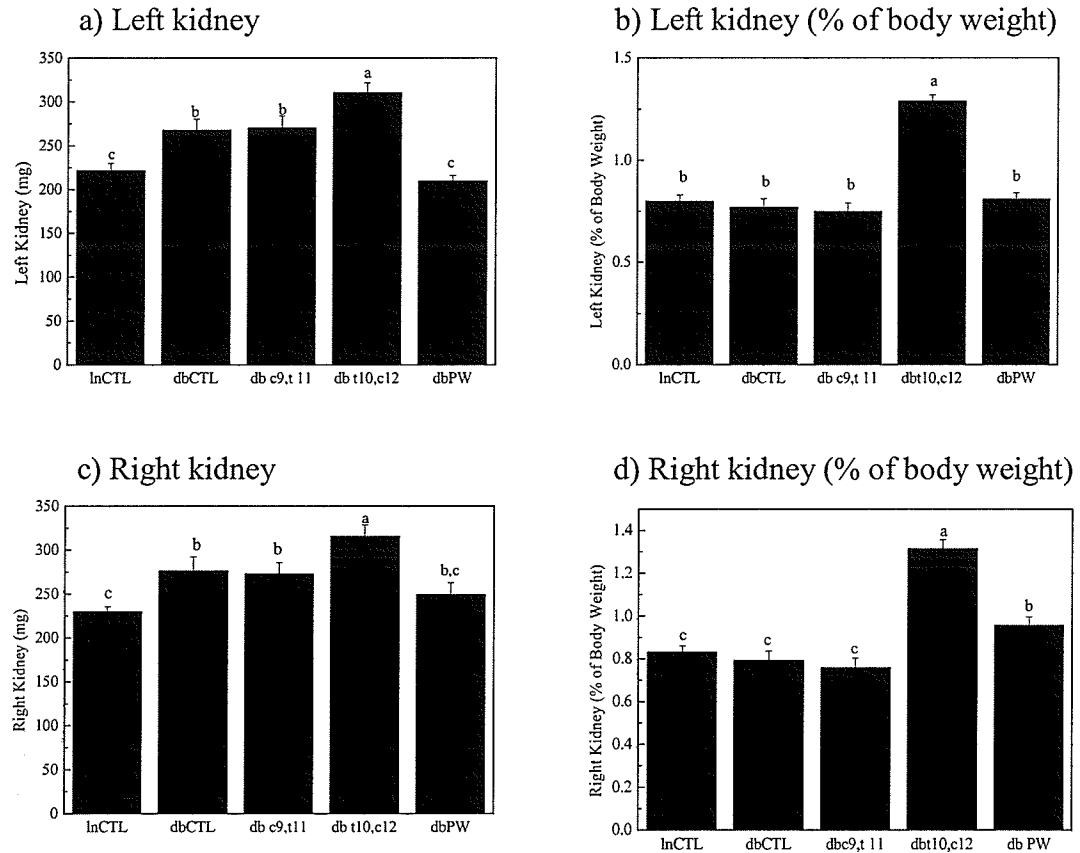 a) Left kidney
350
300
250
200
150
100
50
0
Left Kidney (mg)
c
b
b
a
c
lnCTL
dbCTL
db c9,t 11
db t10,c12
dbPW
b) Left kidney (% of body weight)
1.5
1.0
0.5
0.0
Left Kidney (% of Body Weight)
b
b
b
a
b
lnCTL
dbCTL
db c9,t 11
dbt10,c12
dbPW
c) Right kidney
350
300
250
200
150
100
50
0
Right Kidney (mg)
c
b
b
a
b,c
lnCTL
dbCTL
db c9,t11
db t10,c12
dbPW
d) Right kidney (% of body weight)
1.4
1.2
1.0
0.8
0.6
0.4
0.2
0.0
Right Kidney (% of Body Weight)
c
c
c
a
b
lnCTL
dbCTL
dbc9,t 11
dbt10,c12
db PW